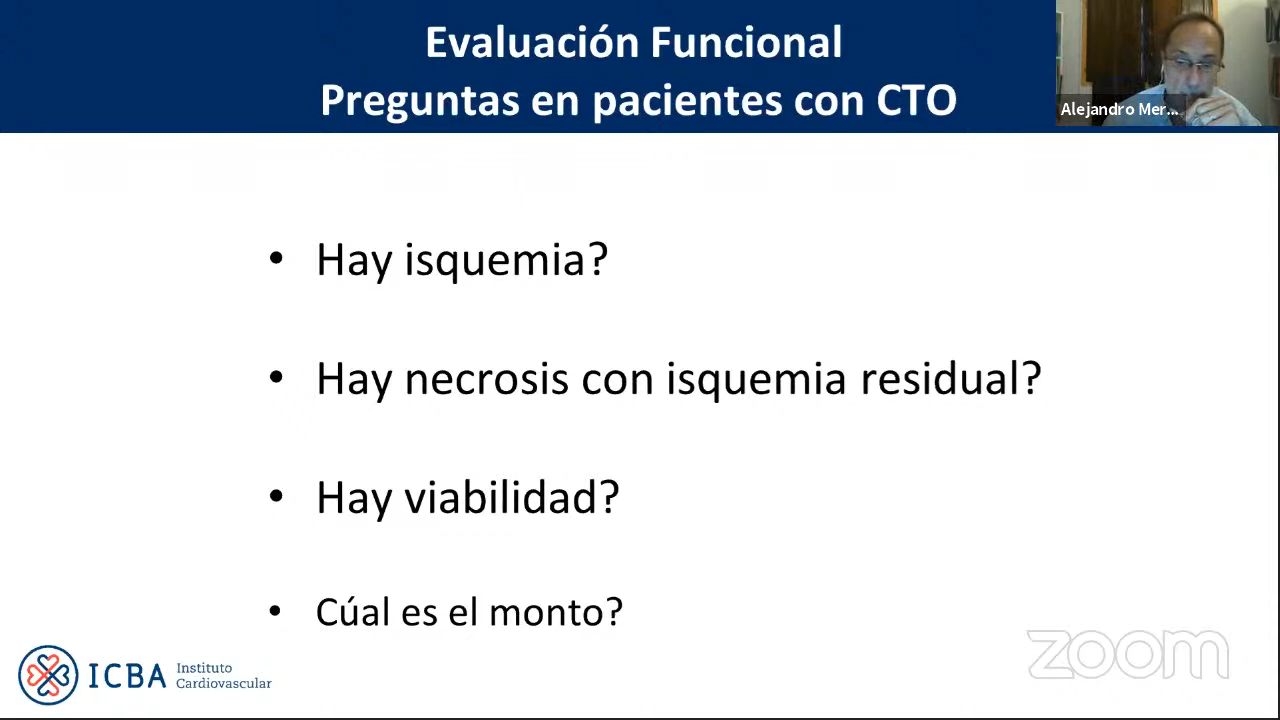 Evaluación Funcional
Preguntas en pacientes con CTO
Alejandro Mer...
• Hay isquemia?
• Hay necrosis con isquemia residual?
• Hay viabilidad?
• Cúal es el monto?
ICBA Instituto
Cardiovascular
zoom